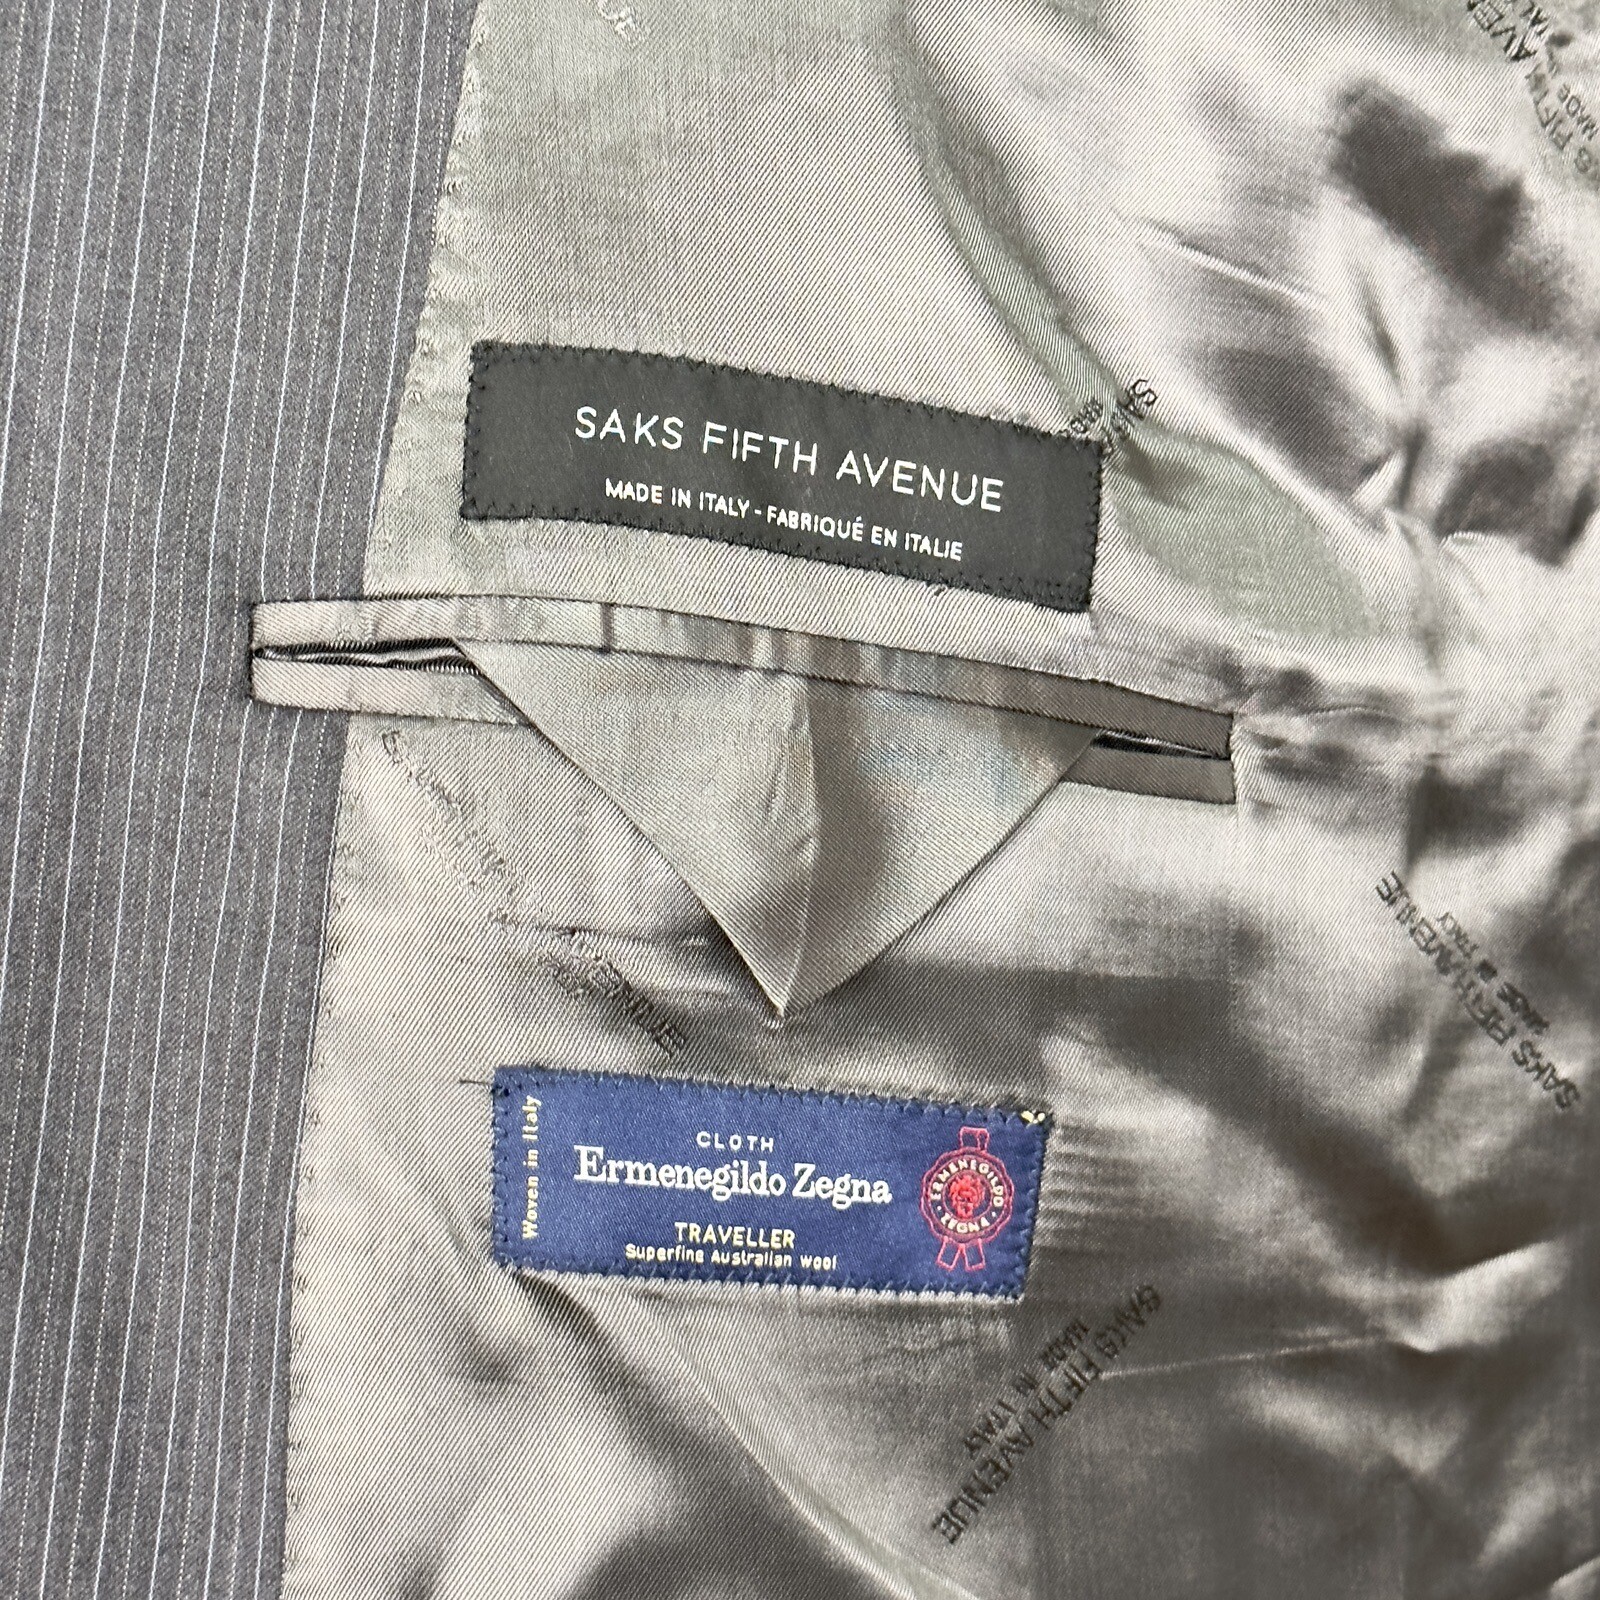 SAKS FIFTH AVENUE
MADE IN ITALY - FABRIQUÉ EN ITALIE
SAKS FIFTH AVENUE
MADE IN ITALY
Woven in Italy
CLOTH
Ermenegildo Zegna
TRAVELLER
Superfine Australian Wool
ERMENEGILDO
ZEGNA
SAKS FIFTH AVENUE
MADE IN ITALY